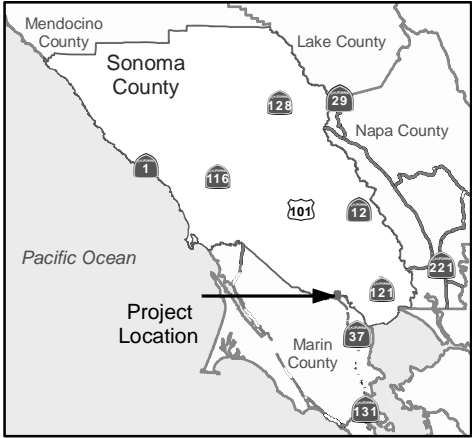 Mendocino
County
Lake County
Sonoma
County
128
29
Napa County
1
116
101
12
Pacific Ocean
221
121
Project
Location
37
Marin
County
131